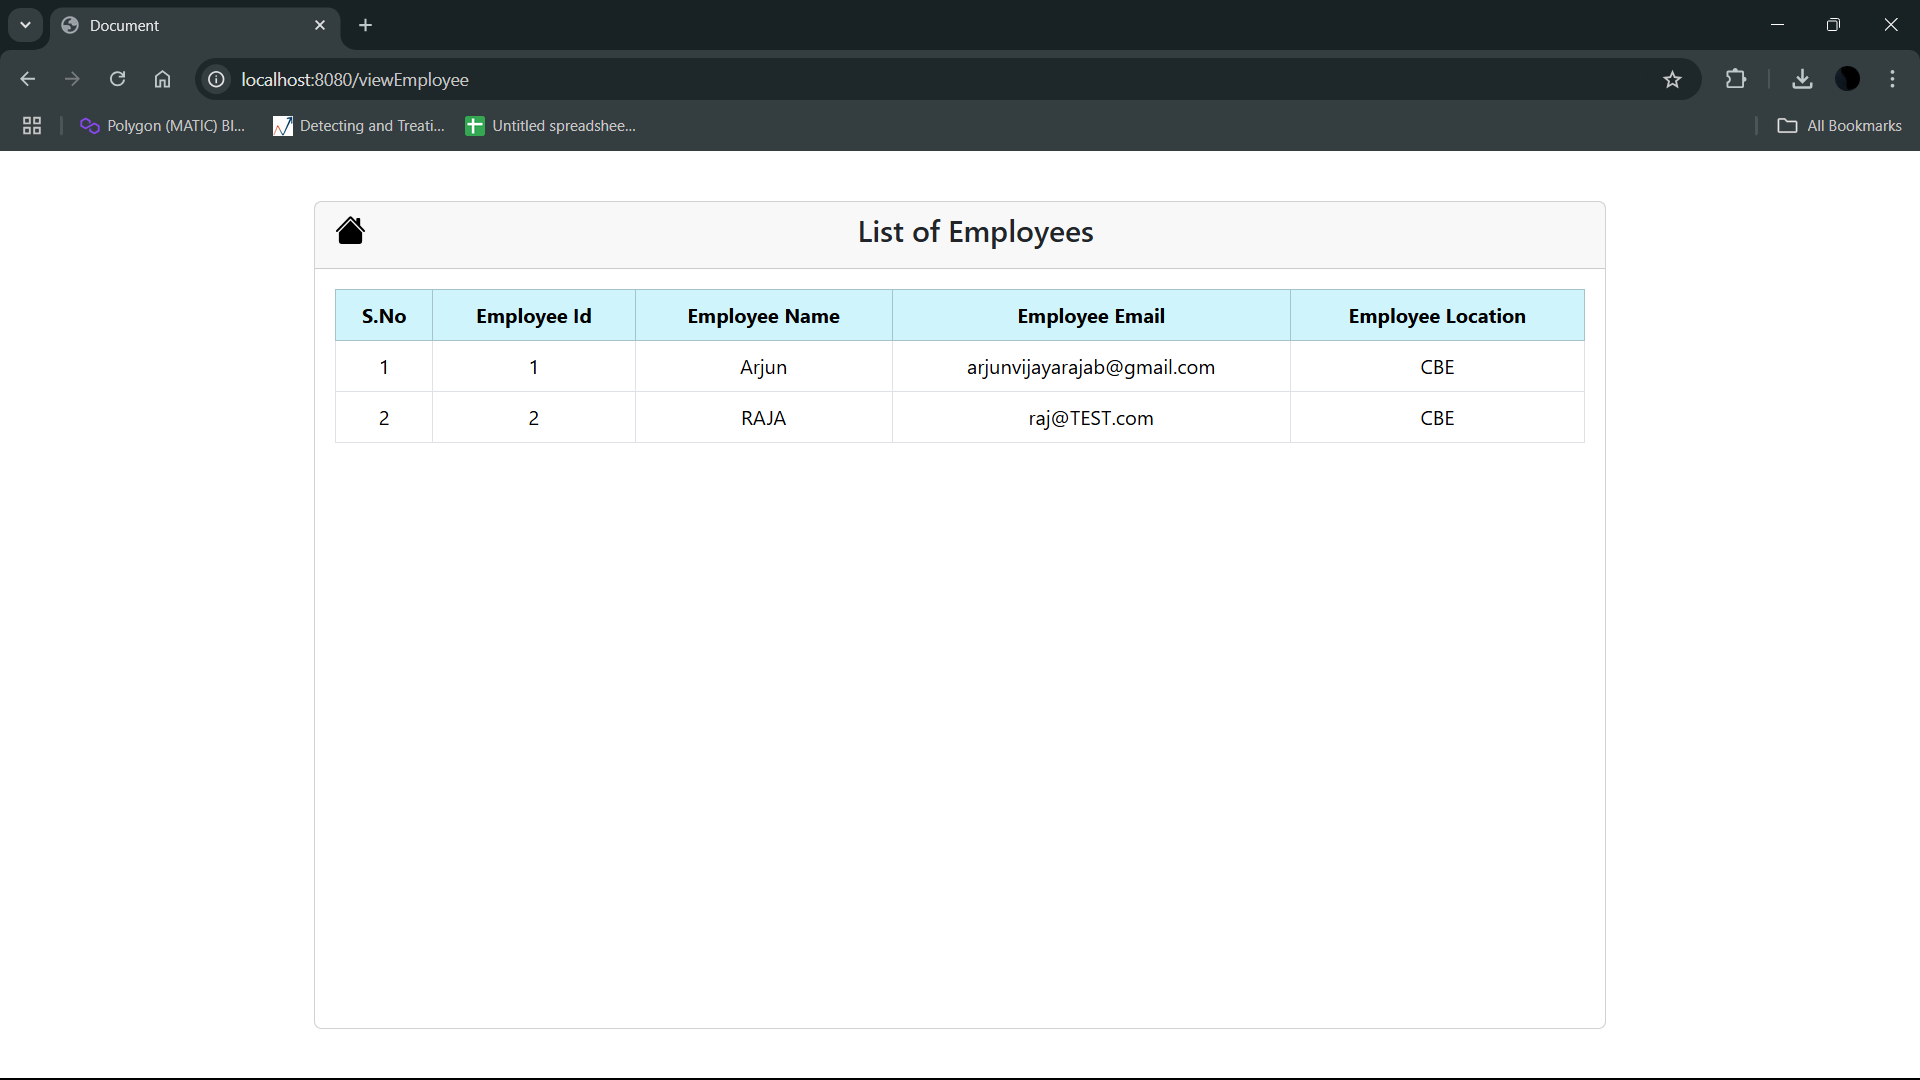 Document
localhost:8080/viewEmployee
Polygon (MATIC) Bl... Detecting and Treati... Untitled spreadshee... All Bookmarks
List of Employees
S.No Employee Id Employee Name Employee Email Employee Location
1 1 Arjun arjunvijayarajab@gmail.com CBE
2 2 RAJA raj@TEST.com CBE